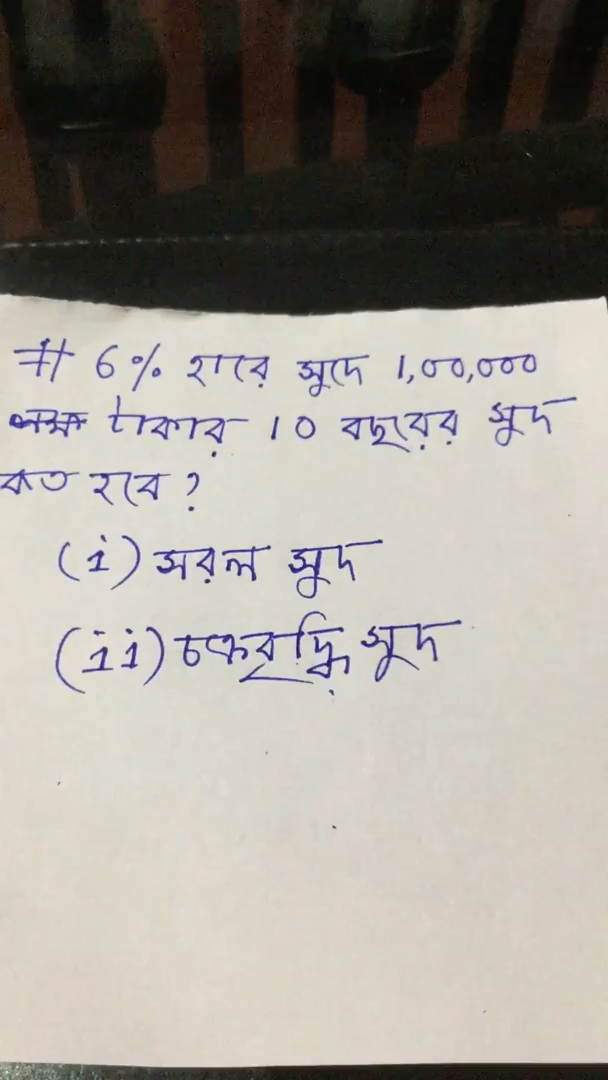 # 6% হারে সুদে 1,00,000
টাকার 10 বছরের সুদ
কত হবে?
(i) সরল সুদ
(ii) চক্রবৃদ্ধি সুদ